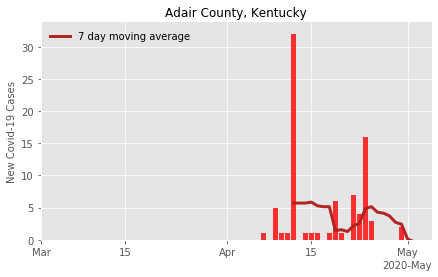 Adair County, Kentucky
7 day moving average
New Covid-19 Cases
30
25
20
15
10
5
0
Mar
15
Apr
15
May
2020-May